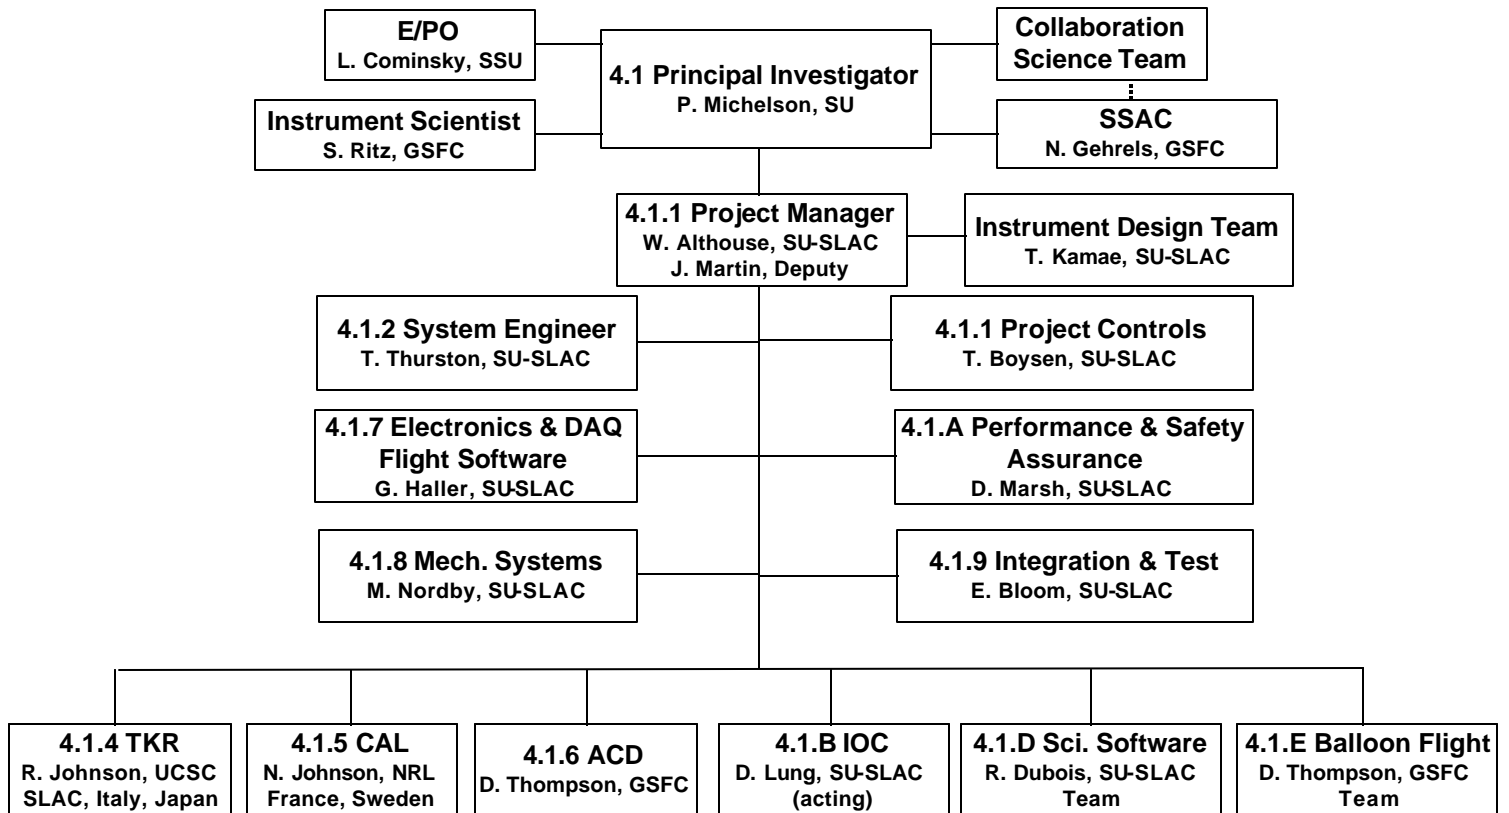 E/PO
L. Cominsky, SSU
4.1 Principal Investigator
P. Michelson, SU
Collaboration
Science Team
Instrument Scientist
S. Ritz, GSFC
SSAC
N. Gehrels, GSFC
4.1.1 Project Manager
W. Althouse, SU-SLAC
J. Martin, Deputy
Instrument Design Team
T. Kamae, SU-SLAC
4.1.2 System Engineer
T. Thurston, SU-SLAC
4.1.1 Project Controls
T. Boysen, SU-SLAC
4.1.7 Electronics & DAQ
Flight Software
G. Haller, SU-SLAC
4.1.A Performance & Safety
Assurance
D. Marsh, SU-SLAC
4.1.8 Mech. Systems
M. Nordby, SU-SLAC
4.1.9 Integration & Test
E. Bloom, SU-SLAC
4.1.4 TKR
R. Johnson, UCSC
SLAC, Italy, Japan
4.1.5 CAL
N. Johnson, NRL
France, Sweden
4.1.6 ACD
D. Thompson, GSFC
4.1.B IOC
D. Lung, SU-SLAC
(acting)
4.1.D Sci. Software
R. Dubois, SU-SLAC
Team
4.1.E Balloon Flight
D. Thompson, GSFC
Team